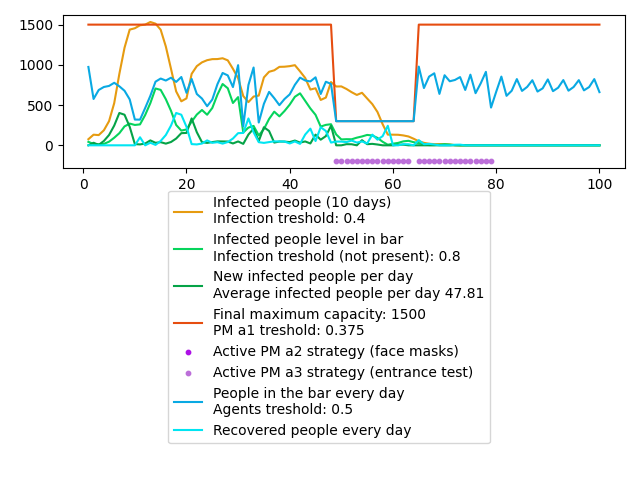 1500
1000
500
0
0
20
40
60
80
100
Infected people (10 days)
Infection treshold: 0.4
Infected people level in bar
Infection treshold (not present): 0.8
New infected people per day
Average infected people per day 47.81
Final maximum capacity: 1500
PM a1 treshold: 0.375
Active PM a2 strategy (face masks)
Active PM a3 strategy (entrance test)
People in the bar every day
Agents treshold: 0.5
Recovered people every day